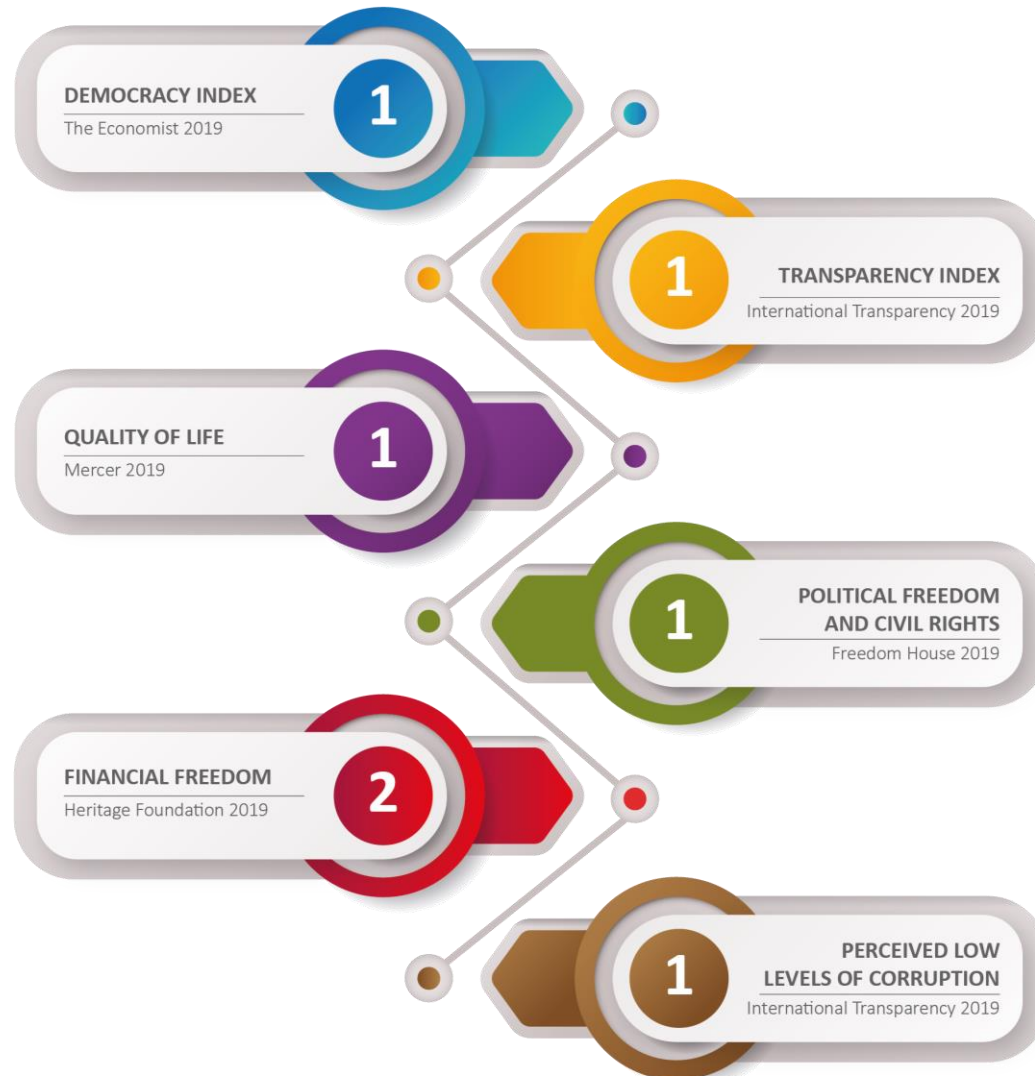 DEMOCRACY INDEX
The Economist 2019
1
1
TRANSPARENCY INDEX
International Transparency 2019
QUALITY OF LIFE
Mercer 2019
1
1
POLITICAL FREEDOM
AND CIVIL RIGHTS
Freedom House 2019
FINANCIAL FREEDOM
Heritage Foundation 2019
2
1
PERCEIVED LOW
LEVELS OF CORRUPTION
International Transparency 2019